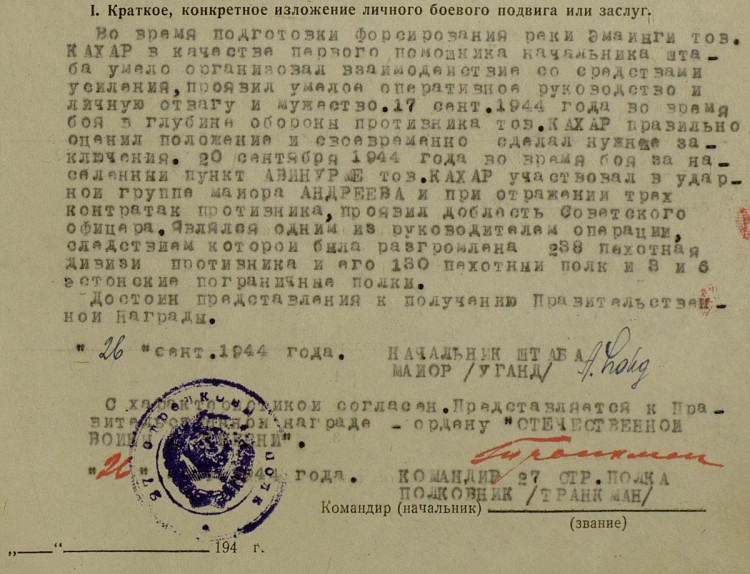 I. Краткое, конкретное изложение личного боевого подвига или заслуг.
Во время подготовки форсирования реки Эмайнги тов.
КАХАР в качестве первого помощника начальника шта-
ба умело организовал взаимодействие со средствами
усиления,проявил умелое оперативное руководство и
личную отвагу и мужество.17 сент.1944 года во время
боя в глубине обороны противника тов.КАХАР правильно
оценил положение и своевременно сделал нужные за-
ключения. 20 сентября 1944 года во время боя за на-
селенный пункт АВИНУРМЕ тов.КАХАР участвовал в удар-
ной группе майора АНДРЕЕВА и при отражении трех
контратак противника,проявил доблесть Советского
офицера.Являлся одним из руководителем операции,
следствием которой была разгромлена 238 пехотная
дивизи противника и его 130 пехотный полк и 3 и 6
эстонские пограничные полки.
Достоин представления к получению Правительствен-
ной Награды.
"26"сент.1944 года. НАЧАЛЬНИК ШТАБА
МАЙОР /УГАНД/
С характеристикой согласен.Представляется к Пра-
вительственной награде - ордену "ОТЕЧЕСТВЕННОЙ
ВОЙНЫ".
"26" 1944 года. КОМАНДИР 27 СТР.ПОЛКА
ПОЛКОВНИК /ТРАНКМАН/
Командир (начальник)
(звание)
„ “ 194 г.
27 стрелковый полк